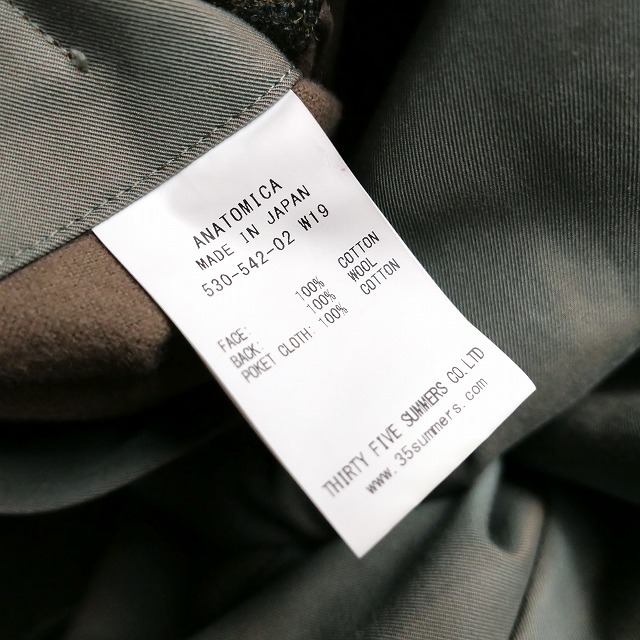 ANATOMICA
MADE IN JAPAN
530-542-02 W19
FACE: 100% COTTON
BACK: 100% WOOL
POKET CLOTH: 100% COTTON
THIRTY FIVE SUMMERS CO.LTD
www.35summers.com